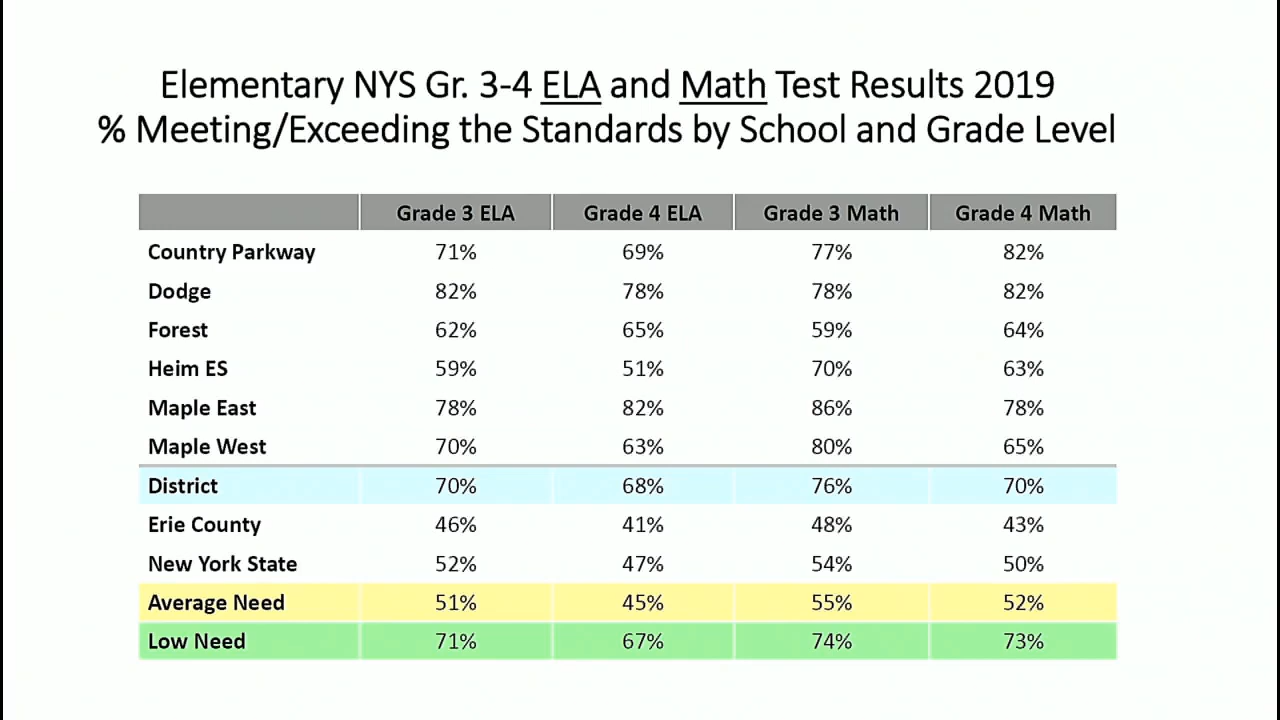 Elementary NYS Gr. 3-4 ELA and Math Test Results 2019
% Meeting/Exceeding the Standards by School and Grade Level
Grade 3 ELA Grade 4 ELA Grade 3 Math Grade 4 Math
Country Parkway 71% 69% 77% 82%
Dodge 82% 78% 78% 82%
Forest 62% 65% 59% 64%
Heim ES 59% 51% 70% 63%
Maple East 78% 82% 86% 78%
Maple West 70% 63% 80% 65%
District 70% 68% 76% 70%
Erie County 46% 41% 48% 43%
New York State 52% 47% 54% 50%
Average Need 51% 45% 55% 52%
Low Need 71% 67% 74% 73%